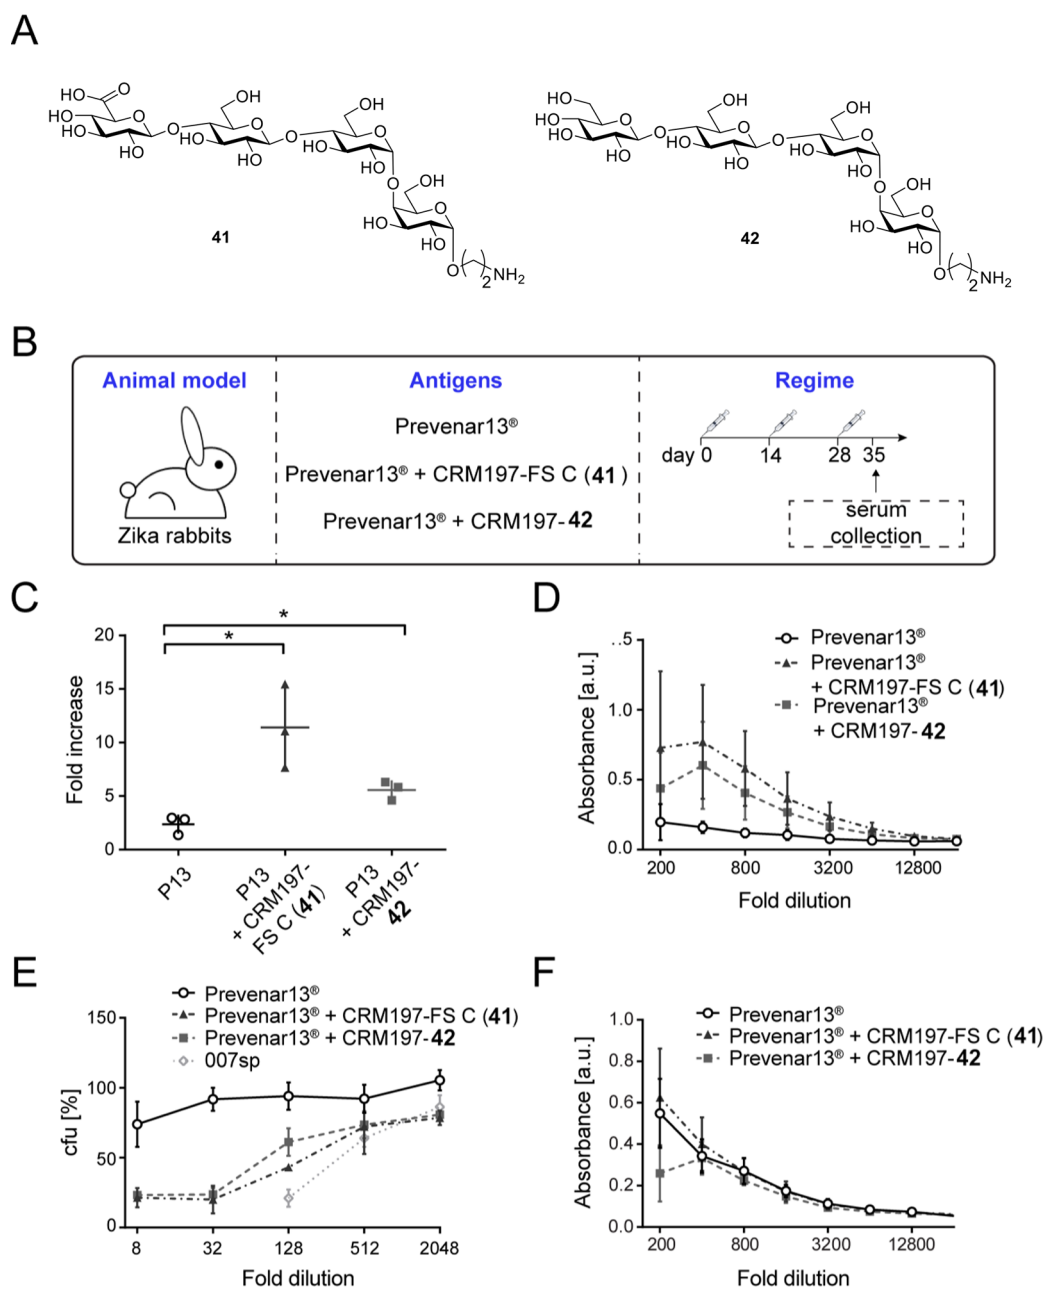 A
HO
O
HO
HO
O
OH
O
OH
O
HO
OH
O
OH
O
HO
HO
O
OH
O
HO
HO
O
( )2 NH2
41
HO
HO
HO
O
OH
O
OH
O
HO
OH
O
OH
O
HO
HO
O
OH
O
HO
HO
O
( )2 NH2
42
B
Animal model
Zika rabbits
Antigens
Prevenar13®
Prevenar13® + CRM197-FS C (41 )
Prevenar13® + CRM197- 42
Regime
day 0 14 28 35
serum
collection
C
Fold increase
20
15
10
5
0
*
*
P13
P13
+ CRM197-
FS C (41)
P13
+ CRM197-
42
D
Absorbance [a.u.]
..5
1.0
0.5
0.0
200 800 3200 12800
Fold dilution
Prevenar13®
Prevenar13®
+ CRM197-FS C (41)
Prevenar13®
+ CRM197- 42
E
Prevenar13®
Prevenar13® + CRM197-FS C (41)
Prevenar13® + CRM197- 42
007sp
cfu [%]
150
100
50
0
8 32 128 512 2048
Fold dilution
F
Prevenar13®
Prevenar13® + CRM197-FS C (41)
Prevenar13® + CRM197- 42
Absorbance [a.u.]
1.0
0.8
0.6
0.4
0.2
0.0
200 800 3200 12800
Fold dilution